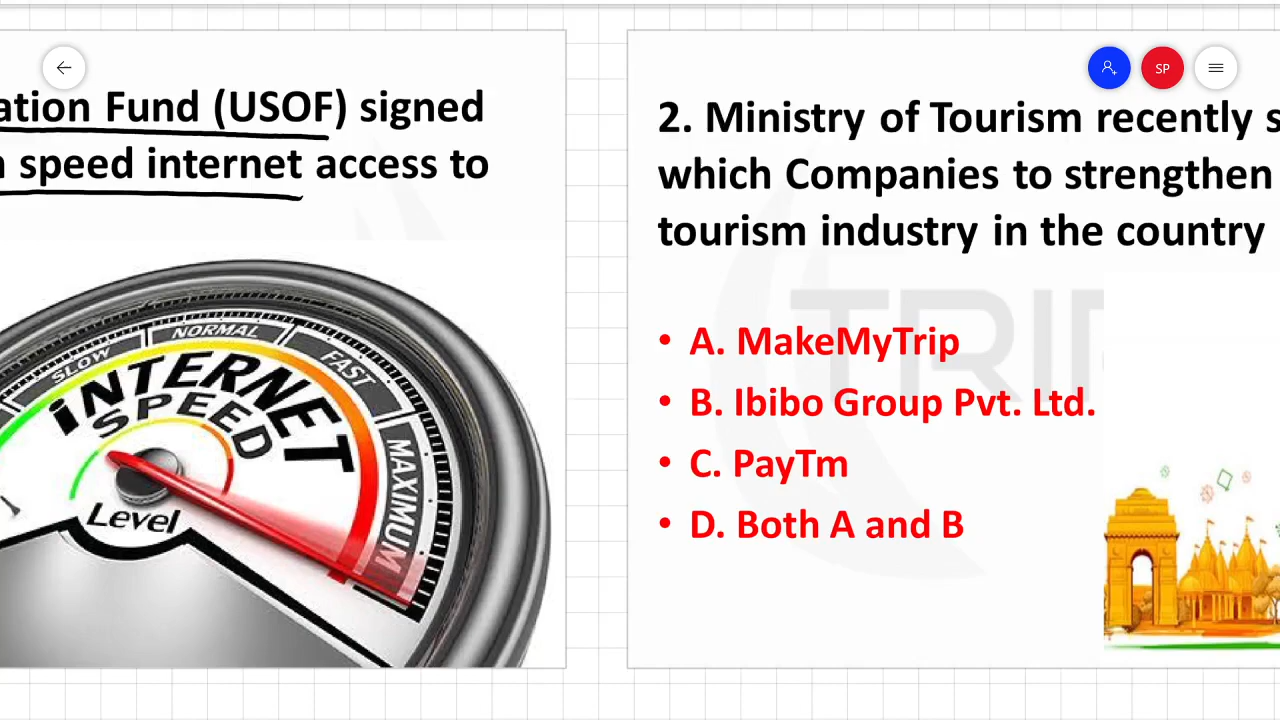 ation Fund (USOF) signed
speed internet access to
SLOW NORMAL FAST MAXIMUM
INTERNET
SPEED
Level
SP
2. Ministry of Tourism recently s
which Companies to strengthen
tourism industry in the country
TRI
• A. MakeMyTrip
• B. Ibibo Group Pvt. Ltd.
• C. PayTm
• D. Both A and B